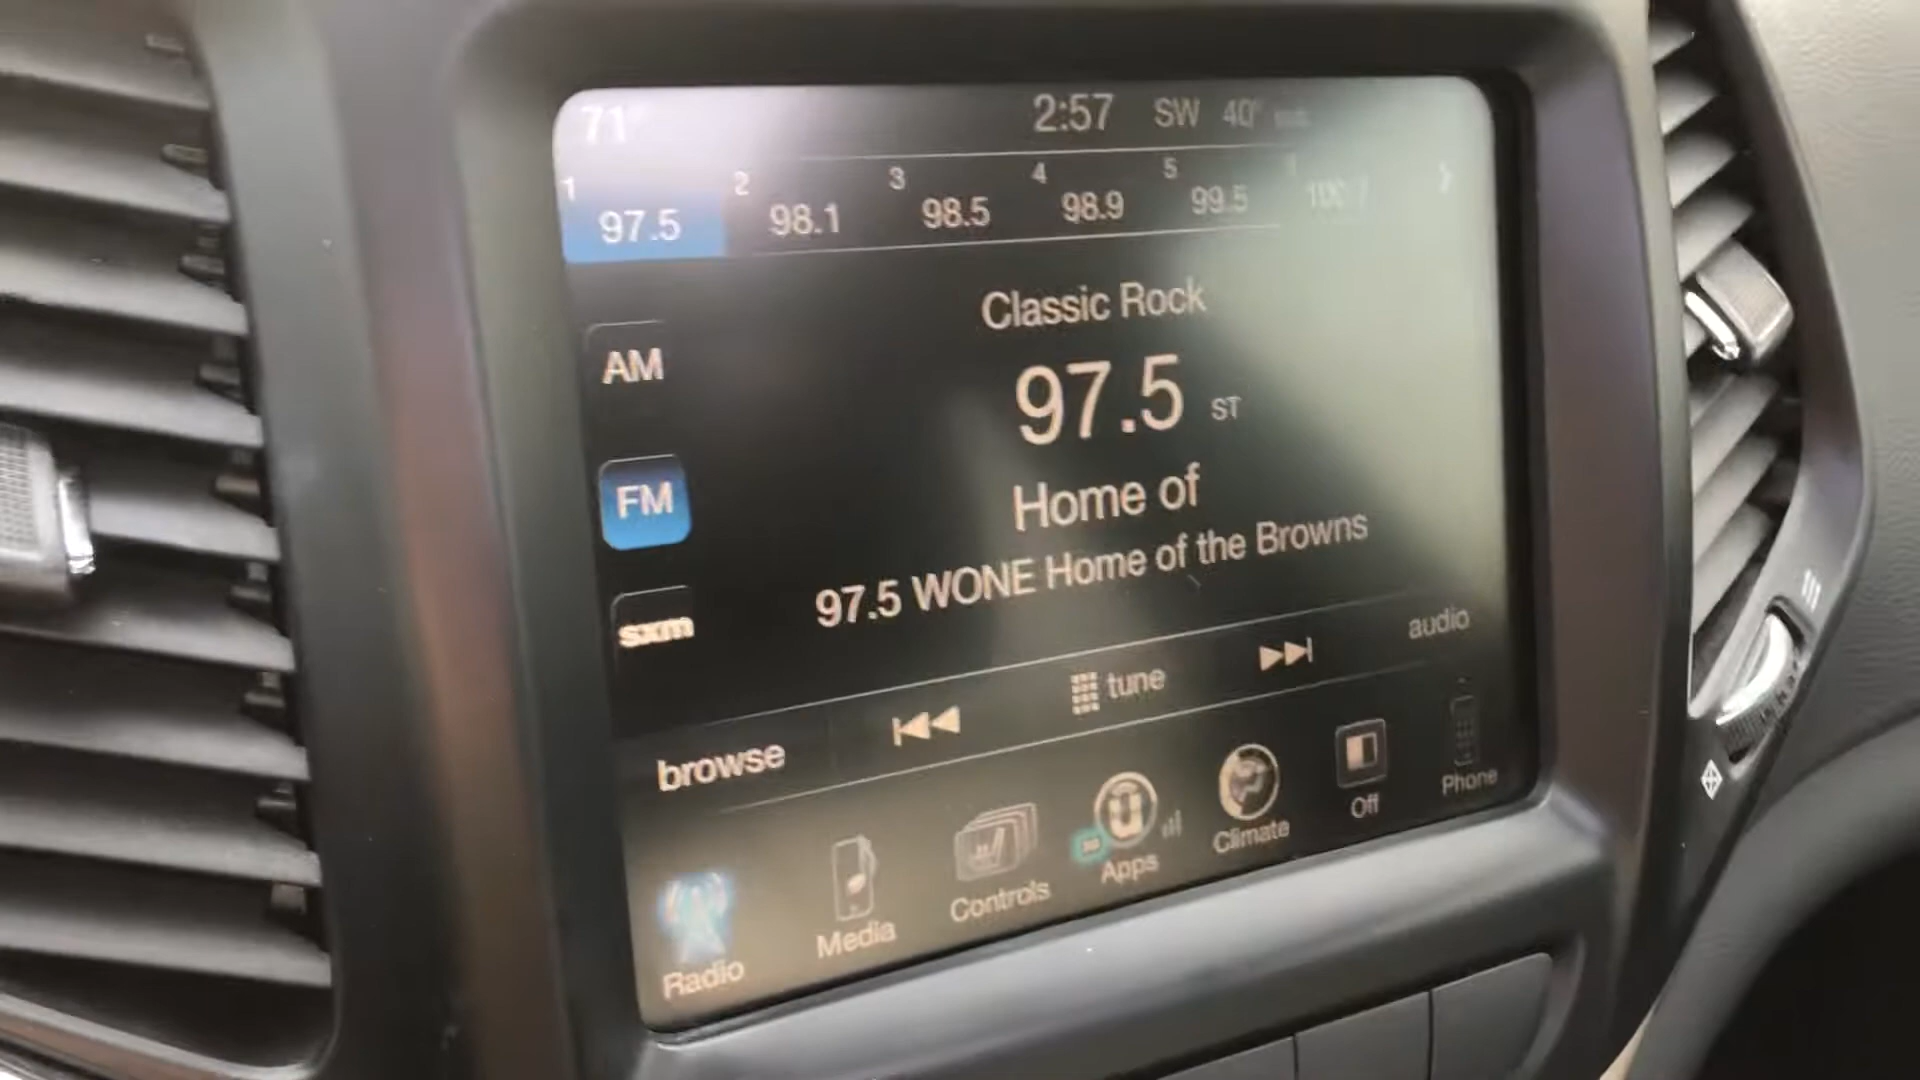 71 2:57 SW 40°
1 2 3 4 5
97.5 98.1 98.5 98.9 99.5
Classic Rock
AM
97.5 ST
FM
Home of
97.5 WONE Home of the Browns
sxm
browse tune audio
Radio Media Controls Apps Climate Off Phone